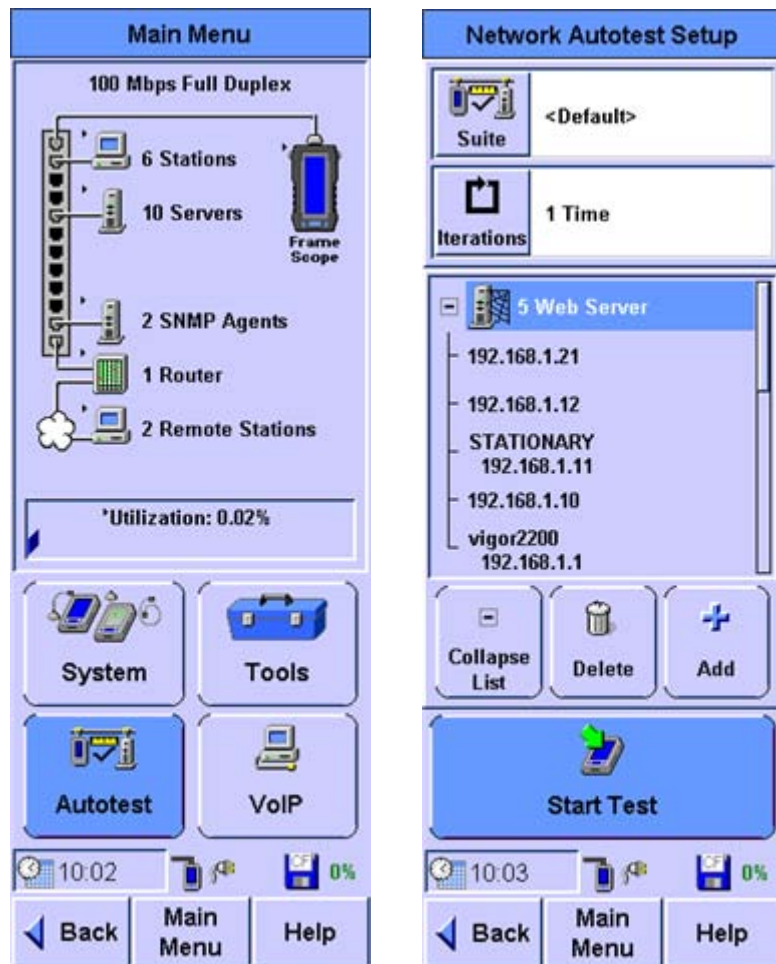 Main Menu
100 Mbps Full Duplex
6 Stations
10 Servers
Frame
Scope
2 SNMP Agents
1 Router
2 Remote Stations
Utilization: 0.02%
System
Tools
Autotest
VoIP
10:02
CF
0%
Back
Main
Menu
Help
Network Autotest Setup
Suite
<Default>
Iterations
1 Time
5 Web Server
192.168.1.21
192.168.1.12
STATIONARY
192.168.1.11
192.168.1.10
vigor2200
192.168.1.1
Collapse
List
Delete
Add
Start Test
10:03
CF
0%
Back
Main
Menu
Help